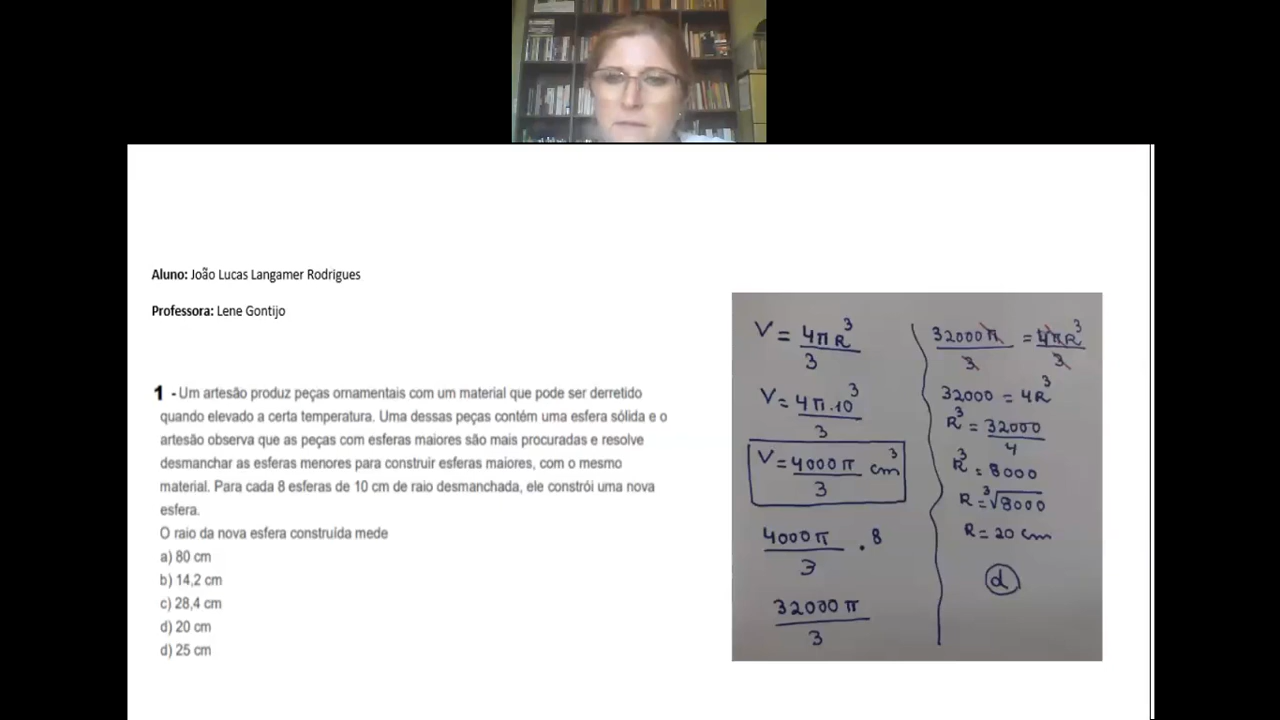 Aluno: João Lucas Langamer Rodrigues
Professora: Lene Gontijo
1 - Um artesão produz peças ornamentais com um material que pode ser derretido
quando elevado a certa temperatura. Uma dessas peças contém uma esfera sólida e o
artesão observa que as peças com esferas maiores são mais procuradas e resolve
desmanchar as esferas menores para construir esferas maiores, com o mesmo
material. Para cada 8 esferas de 10 cm de raio desmanchada, ele constrói uma nova
esfera.
O raio da nova esfera construída mede
a) 80 cm
b) 14,2 cm
c) 28,4 cm
d) 20 cm
d) 25 cm
V = 4πR³/3
V = 4π.10³/3
V = 4000π/3 cm³
4000π/3 . 8
32000π/3
32000π/3 = 4πR³/3
32000 = 4R³
R³ = 32000/4
R³ = 8000
R = ³√8000
R = 20 cm
d